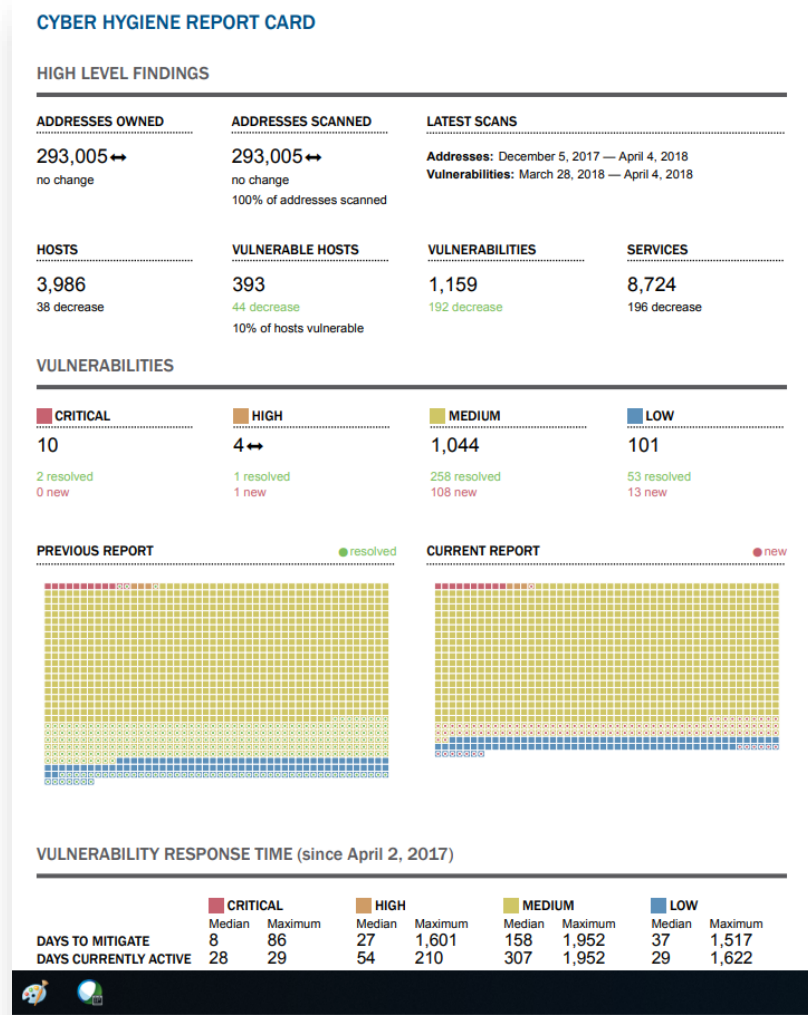 CYBER HYGIENE REPORT CARD
HIGH LEVEL FINDINGS
ADDRESSES OWNED
293,005↔
no change
ADDRESSES SCANNED
293,005↔
no change
100% of addresses scanned
LATEST SCANS
Addresses: December 5, 2017 — April 4, 2018
Vulnerabilities: March 28, 2018 — April 4, 2018
HOSTS
3,986
38 decrease
VULNERABLE HOSTS
393
44 decrease
10% of hosts vulnerable
VULNERABILITIES
1,159
192 decrease
SERVICES
8,724
196 decrease
VULNERABILITIES
CRITICAL
10
2 resolved
0 new
HIGH
4↔
1 resolved
1 new
MEDIUM
1,044
258 resolved
108 new
LOW
101
53 resolved
13 new
PREVIOUS REPORT
resolved
CURRENT REPORT
new
VULNERABILITY RESPONSE TIME (since April 2, 2017)
CRITICAL HIGH MEDIUM LOW
Median Maximum Median Maximum Median Maximum Median Maximum
DAYS TO MITIGATE 8 86 27 1,601 158 1,952 37 1,517
DAYS CURRENTLY ACTIVE 28 29 54 210 307 1,952 29 1,622